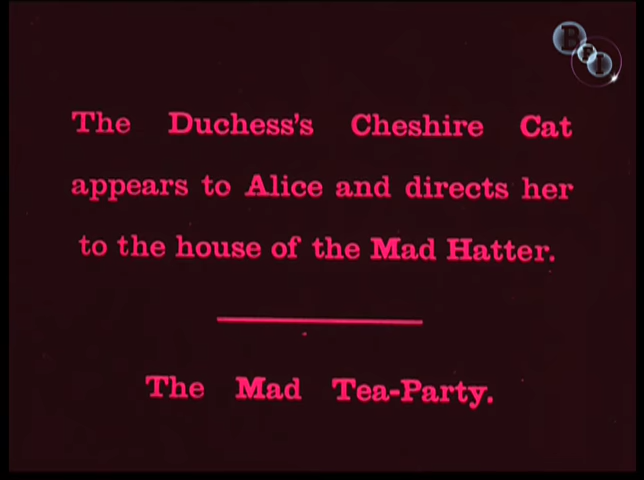 BFI
The Duchess's Cheshire Cat
appears to Alice and directs her
to the house of the Mad Hatter.
The Mad Tea-Party.